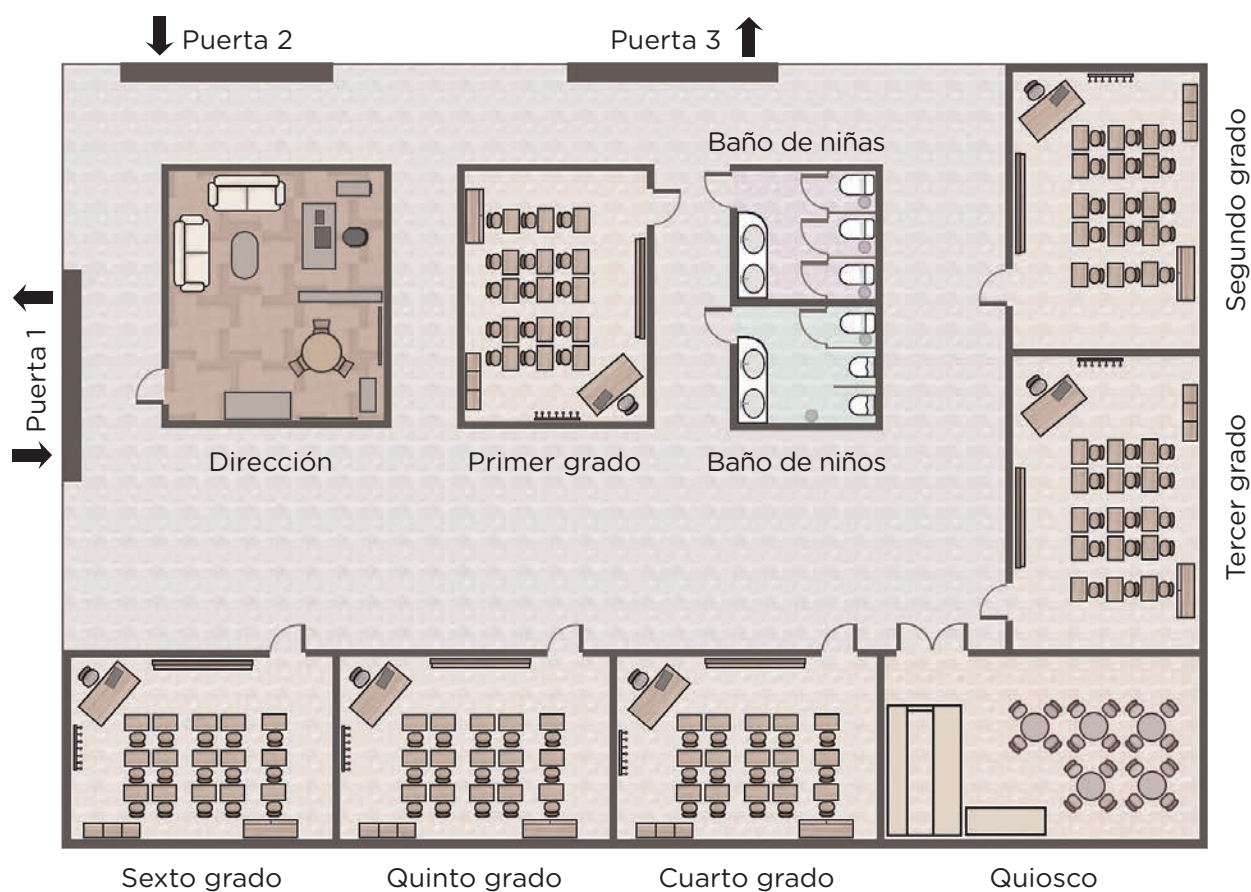 Puerta 2
Puerta 3
Baño de niñas
Segundo grado
Puerta 1
Dirección
Primer grado
Baño de niños
Tercer grado
Sexto grado
Quinto grado
Cuarto grado
Quiosco